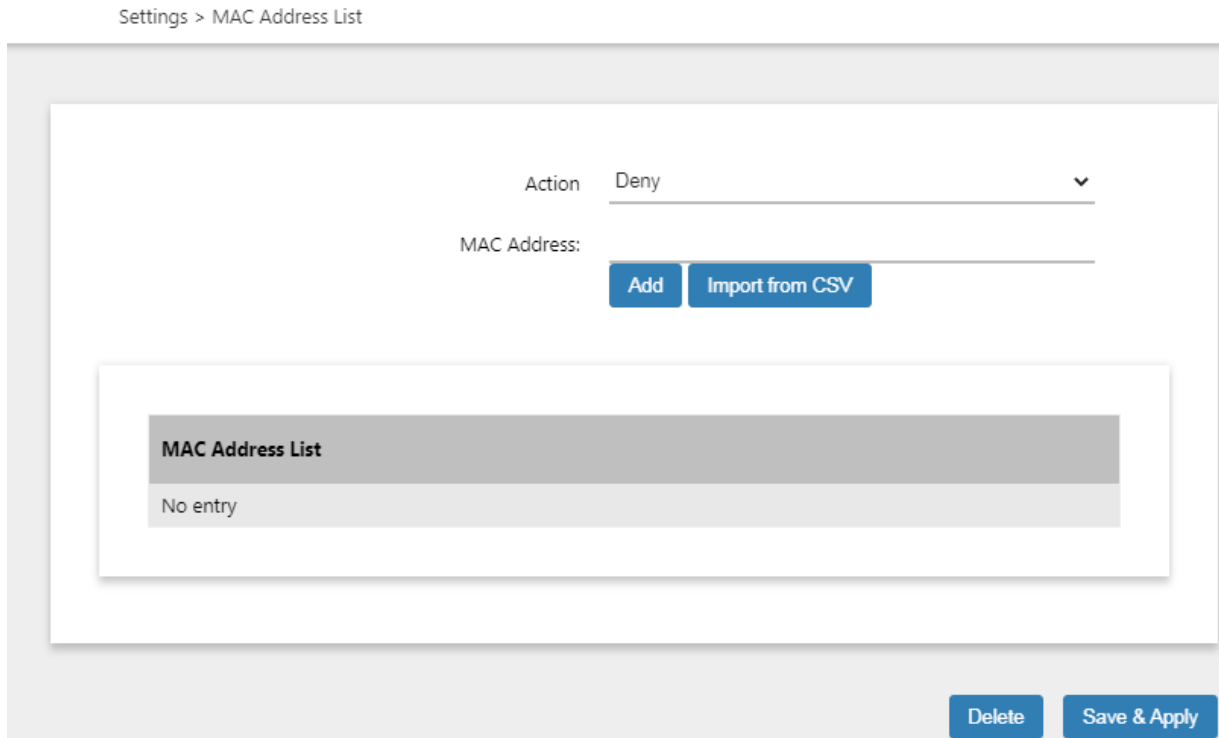 Settings > MAC Address List
Action Deny
MAC Address:
Add Import from CSV
MAC Address List
No entry
Delete Save & Apply